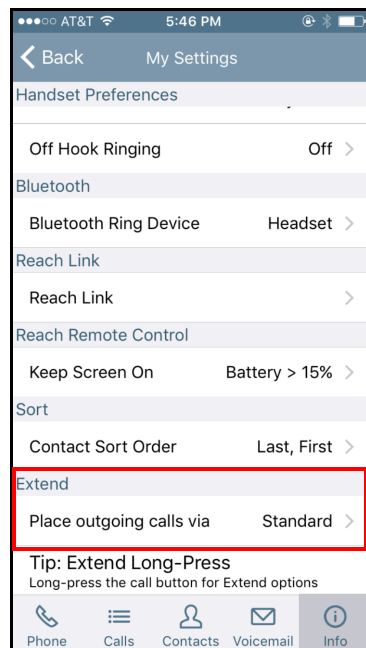 AT&T 5:46 PM
Back My Settings
Handset Preferences
Off Hook Ringing Off
Bluetooth
Bluetooth Ring Device Headset
Reach Link
Reach Link
Reach Remote Control
Keep Screen On Battery > 15%
Sort
Contact Sort Order Last, First
Extend
Place outgoing calls via Standard
Tip: Extend Long-Press
Long-press the call button for Extend options
Phone Calls Contacts Voicemail Info